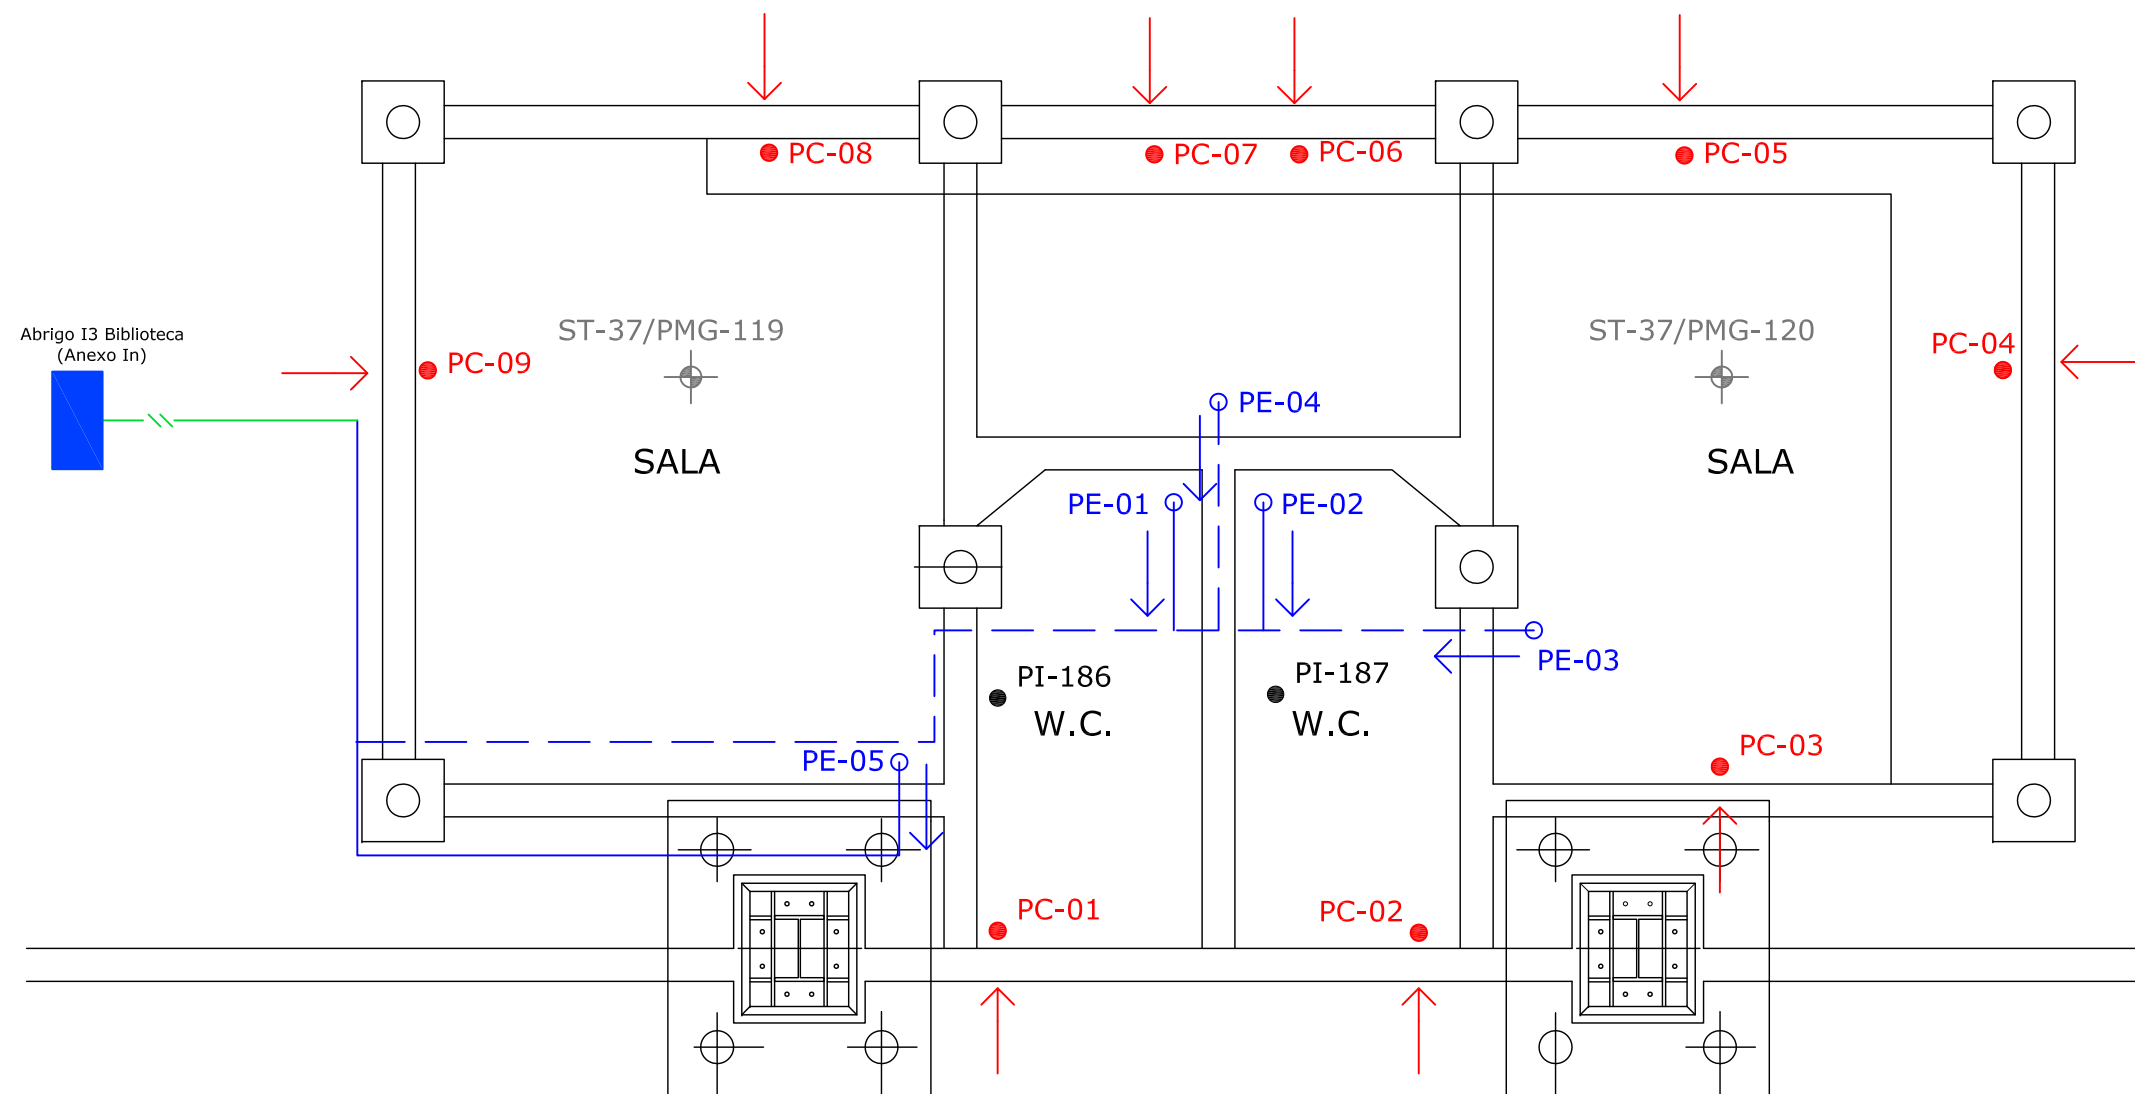 PC-08
PC-07
PC-06
PC-05
Abrigo I3 Biblioteca
(Anexo In)
ST-37/PMG-119
ST-37/PMG-120
PC-09
PC-04
PE-04
SALA
SALA
PE-01
PE-02
PE-03
PI-186
PI-187
W.C.
W.C.
PE-05
PC-03
PC-01
PC-02